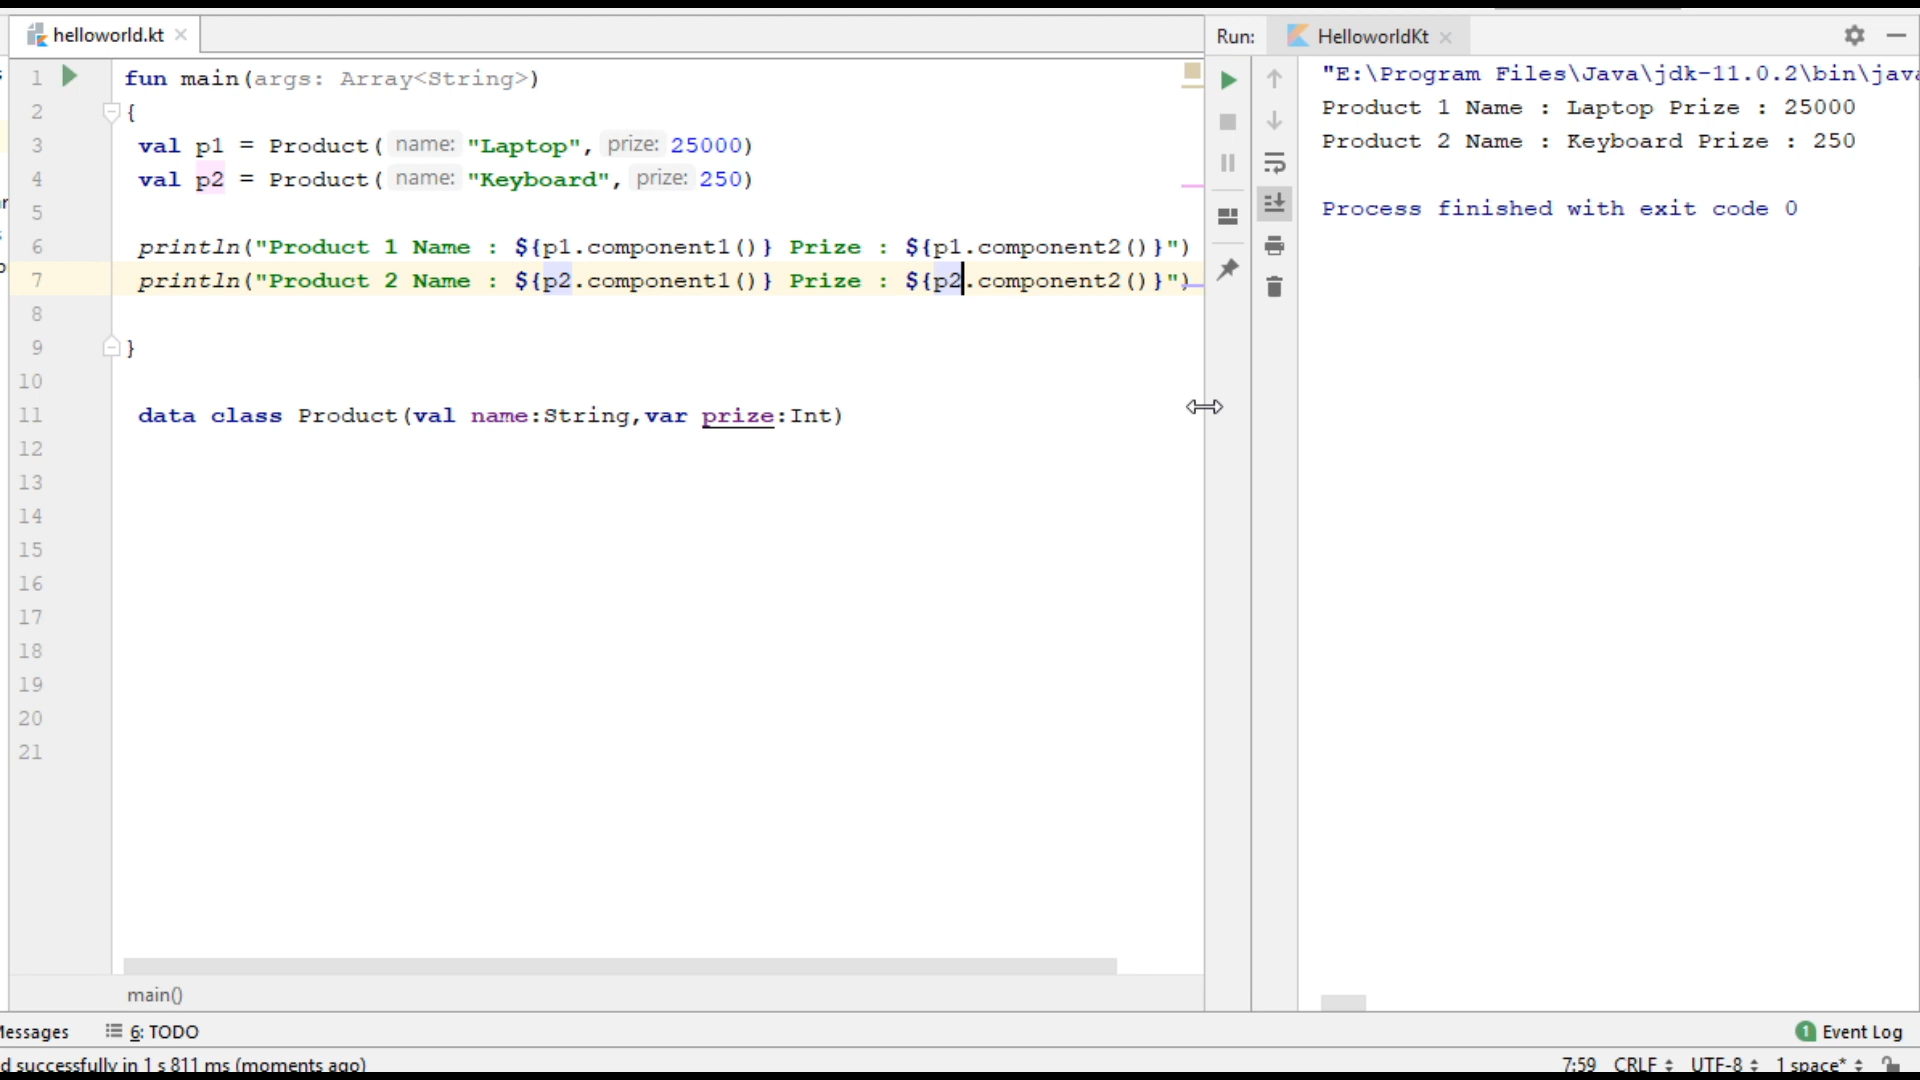 helloworld.kt
Run: HelloworldKt
1 fun main(args: Array<String>)
2 {
3 val p1 = Product( name: "Laptop", prize: 25000)
4 val p2 = Product( name: "Keyboard", prize: 250)
5
6 println("Product 1 Name : ${p1.component1()} Prize : ${p1.component2()}")
7 println("Product 2 Name : ${p2.component1()} Prize : ${p2.component2()}")
8
9 }
10
11 data class Product(val name:String,var prize:Int)
12
13
14
15
16
17
18
19
20
21
"E:\Program Files\Java\jdk-11.0.2\bin\java
Product 1 Name : Laptop Prize : 25000
Product 2 Name : Keyboard Prize : 250
Process finished with exit code 0
main()
Messages 6: TODO
1 Event Log
d successfully in 1 s 811 ms (moments ago)
7:59 CRLF UTF-8 1 space*